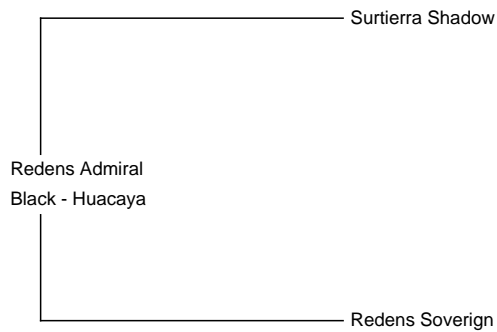 Surtierra Shadow
Redens Admiral
Black - Huacaya
Redens Soverign